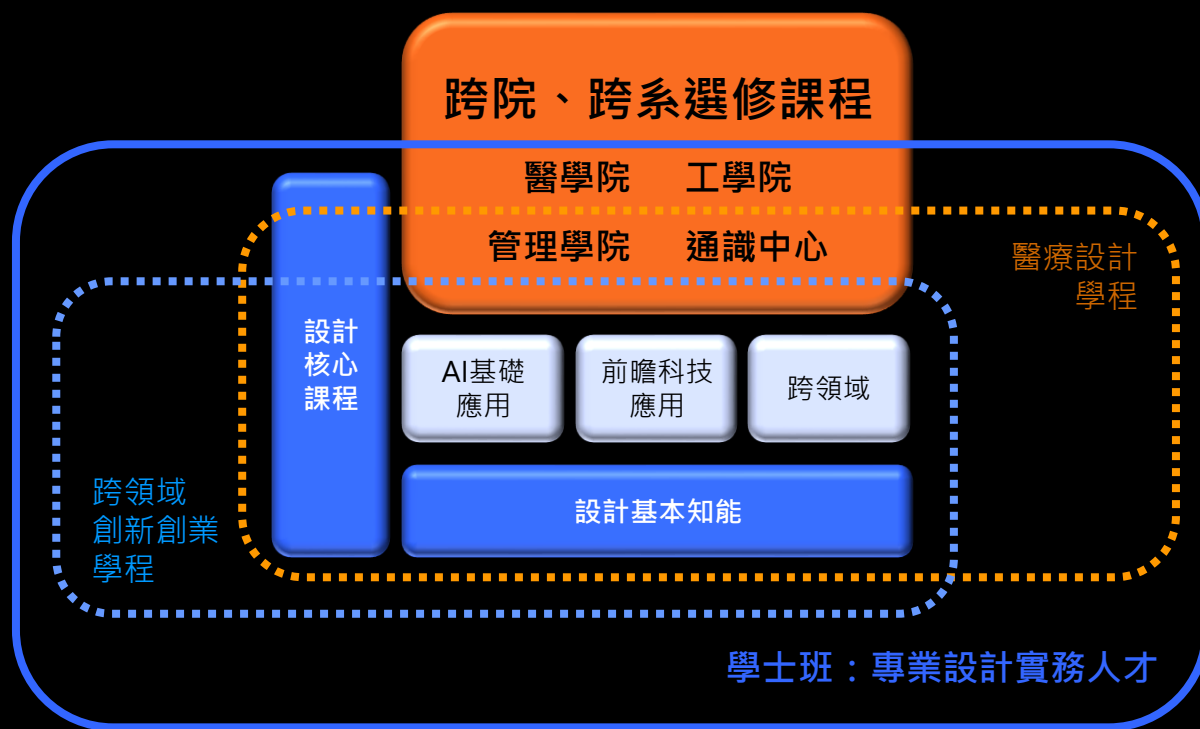 跨院、跨系選修課程
醫學院 工學院
管理學院 通識中心
醫療設計
學程
設計
核心
課程
AI基礎
應用
前瞻科技
應用
跨領域
設計基本知能
跨領域
創新創業
學程
學士班：專業設計實務人才